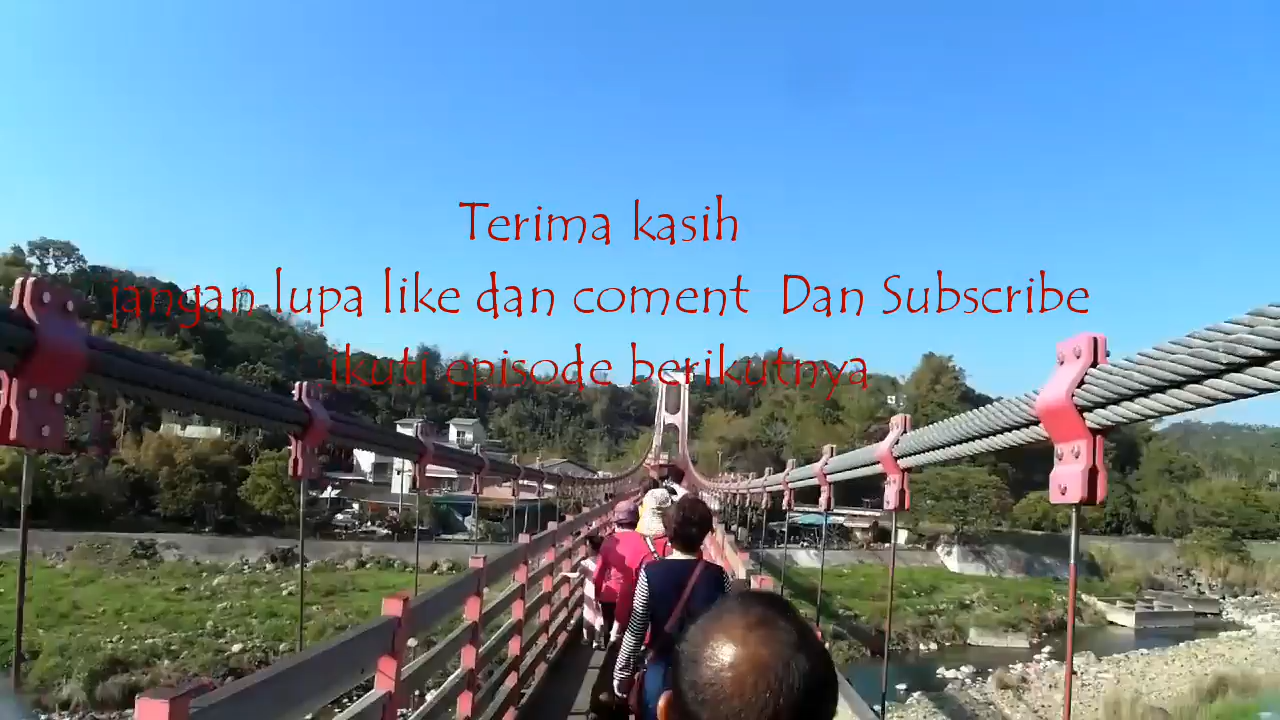 Terima kasih
jangan lupa like dan coment Dan Subscribe
ikuti episode berikutnya